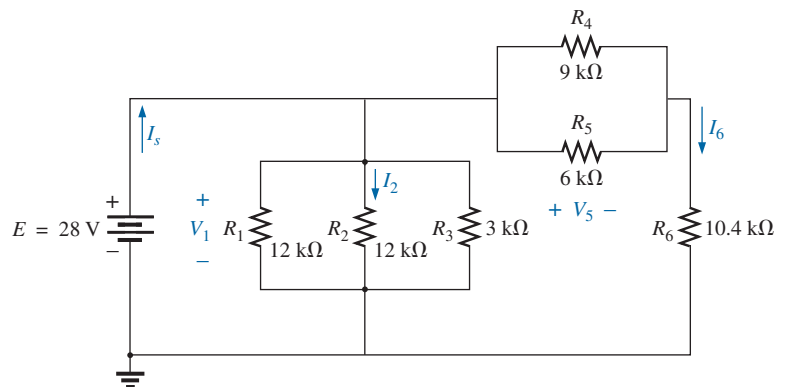 R4
9 kΩ
R5
6 kΩ
+ V5 −
Is
I6
I2
+
E = 28 V
−
+
V1
−
R1
12 kΩ
R2
12 kΩ
R3
3 kΩ
R6
10.4 kΩ